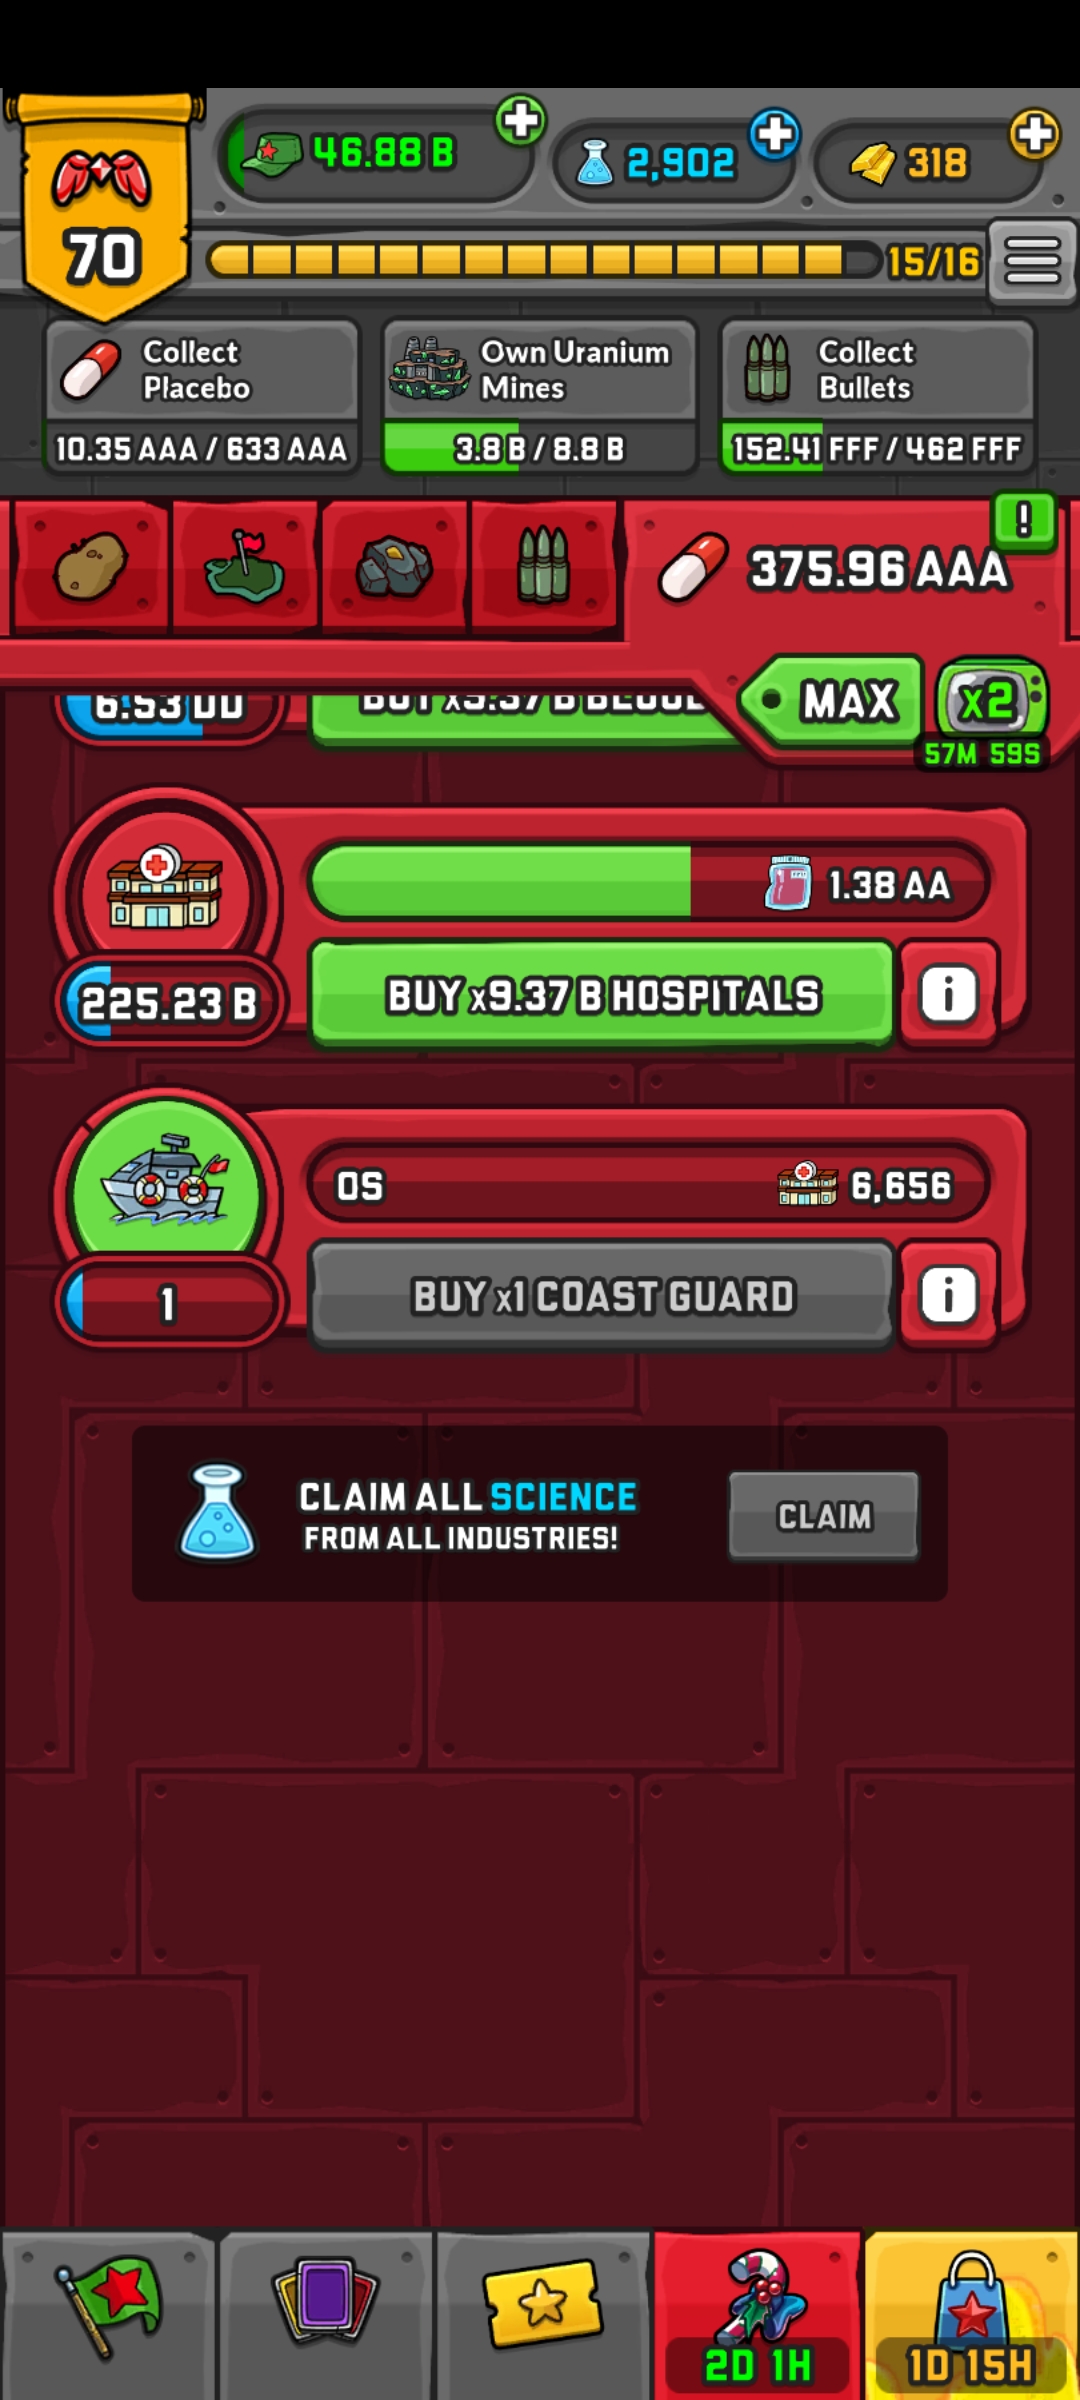 46.88 B
2,902
318
70
15/16
Collect
Placebo
10.35 AAA / 633 AAA
Own Uranium
Mines
3.8 B / 8.8 B
Collect
Bullets
152.41 FFF / 462 FFF
!
375.96 AAA
MAX
x2
57M 59S
6.53 DD
BUY x5.37 B
1.38 AA
225.23 B
BUY x9.37 B HOSPITALS
i
0S
6,656
1
BUY x1 COAST GUARD
i
CLAIM ALL SCIENCE
FROM ALL INDUSTRIES!
CLAIM
2D 1H
1D 15H